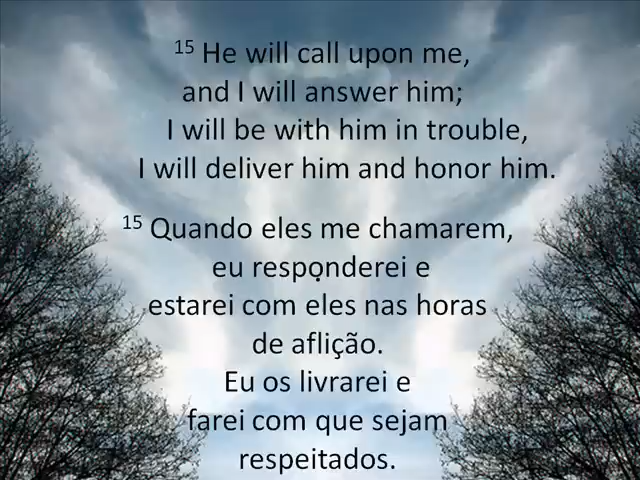 15 He will call upon me,
and I will answer him;
I will be with him in trouble,
I will deliver him and honor him.
15 Quando eles me chamarem,
eu responderei e
estarei com eles nas horas
de aflição.
Eu os livrarei e
farei com que sejam
respeitados.